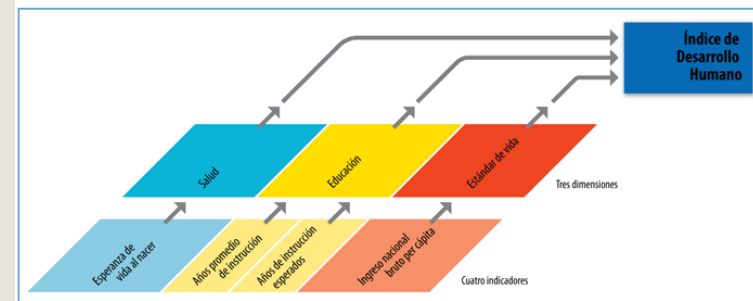 Índice de
Desarrollo
Humano
Salud
Educación
Estándar de vida
Tres dimensiones
Esperanza de
vida al nacer
Años promedio
de instrucción
Años de instrucción
esperados
Ingreso nacional
bruto per cápita
Cuatro indicadores